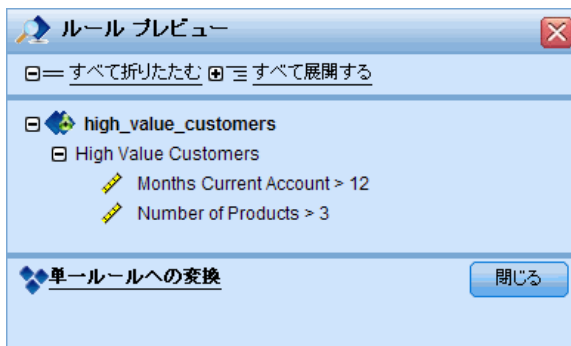 ルール プレビュー
すべて折りたたむ すべて展開する
high_value_customers
High Value Customers
Months Current Account > 12
Number of Products > 3
単一ルールへの変換 閉じる